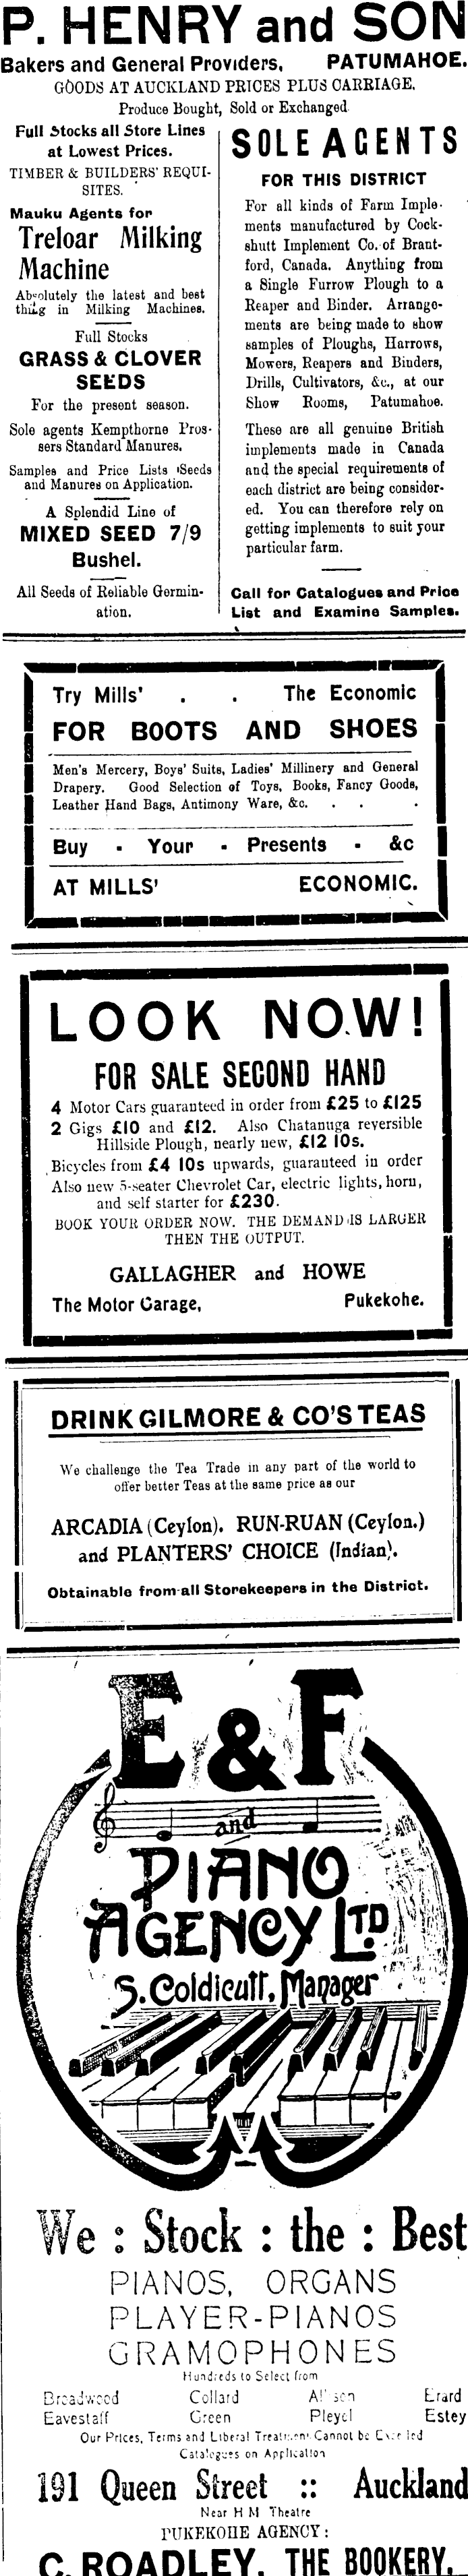 P. HENRY and SON
Bakers and General Providers, PATUMAHOE.
GOODS AT AUCKLAND PRICES PLUS CARRIAGE.
Produce Bought, Sold or Exchanged
Full Stocks all Store Lines
at Lowest Prices.
TIMBER & BUILDERS' REQUI-
SITES.
Mauku Agents for
Treloar Milking
Machine
Absolutely the latest and best
thing in Milking Machines.
Full Stocks
GRASS & CLOVER
SEEDS
For the present season.
Sole agents Kempthorne Pros-
sers Standard Manures.
Samples and Price Lists Seeds
and Manures on Application.
A Splendid Line of
MIXED SEED 7/9
Bushel.
All Seeds of Reliable Germin-
ation.
SOLE AGENTS
FOR THIS DISTRICT
For all kinds of Farm Imple-
ments manufactured by Cock-
shutt Implement Co. of Brant-
ford, Canada. Anything from
a Single Furrow Plough to a
Reaper and Binder. Arrange-
ments are being made to show
samples of Ploughs, Harrows,
Mowers, Reapers and Binders,
Drills, Cultivators, &c., at our
Show Rooms, Patumahoe.
These are all genuine British
implements made in Canada
and the special requirements of
each district are being consider-
ed. You can therefore rely on
getting implements to suit your
particular farm.
Call for Catalogues and Price
List and Examine Samples.
Try Mills' . . The Economic
FOR BOOTS AND SHOES
Men's Mercery, Boys' Suits, Ladies' Millinery and General
Drapery. Good Selection of Toys, Books, Fancy Goods,
Leather Hand Bags, Antimony Ware, &c. . . .
Buy - Your - Presents - &c
AT MILLS' ECONOMIC.
LOOK NOW!
FOR SALE SECOND HAND
4 Motor Cars guaranteed in order from £25 to £125
2 Gigs £10 and £12. Also Chatanuga reversible
Hillside Plough, nearly new, £12 10s.
Bicycles from £4 10s upwards, guaranteed in order
Also new 5-seater Chevrolet Car, electric lights, horn,
and self starter for £230.
BOOK YOUR ORDER NOW. THE DEMAND IS LARGER
THEN THE OUTPUT.
GALLAGHER and HOWE
The Motor Garage, Pukekohe.
DRINK GILMORE & CO'S TEAS
We challenge the Tea Trade in any part of the world to
offer better Teas at the same price as our
ARCADIA (Ceylon). RUN-RUAN (Ceylon.)
and PLANTERS' CHOICE (Indian).
Obtainable from all Storekeepers in the District.
E & F
and
PIANO
AGENCY LTD
S. Coldicutt, Manager
We : Stock : the : Best
PIANOS, ORGANS
PLAYER-PIANOS
GRAMOPHONES
Hundreds to Select from
Broadwood Collard Allison Erard
Eavestaff Green Pleyel Estey
Our Prices, Terms and Liberal Treatment Cannot be Excelled
Catalogues on Application
191 Queen Street :: Auckland
Near H M Theatre
PUKEKOHE AGENCY:
C. ROADLEY, THE BOOKERY.